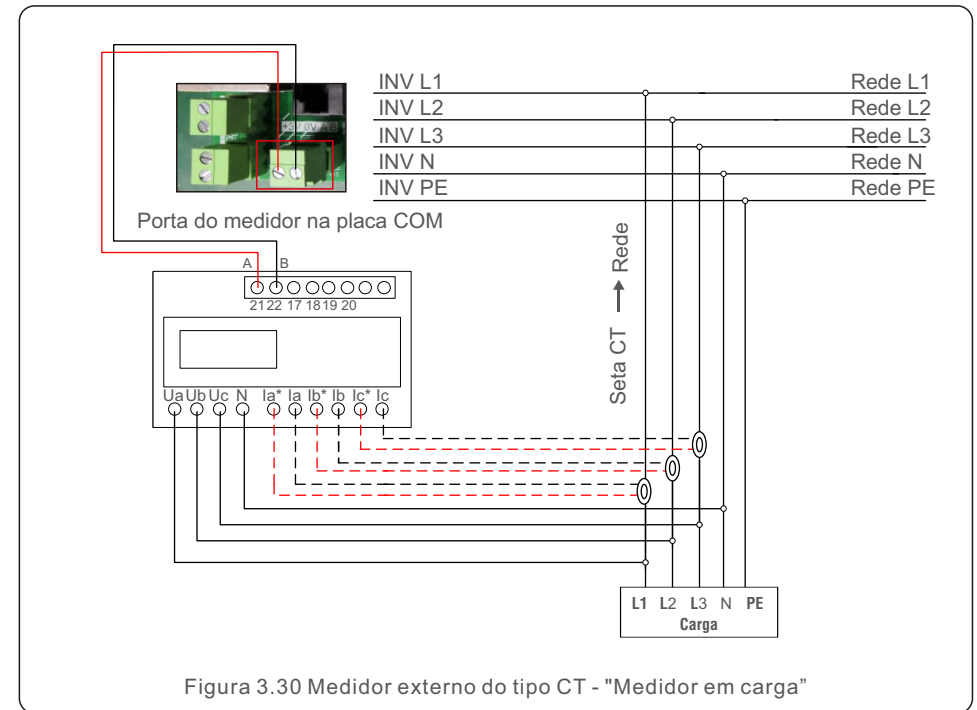 INV L1 Rede L1
INV L2 Rede L2
INV L3 Rede L3
INV N Rede N
INV PE Rede PE
Porta do medidor na placa COM
A B
21 22 17 18 19 20
Seta CT → Rede
Ua Ub Uc N Ia* Ia Ib* Ib Ic* Ic
L1 L2 L3 N PE
Carga
Figura 3.30 Medidor externo do tipo CT - "Medidor em carga”